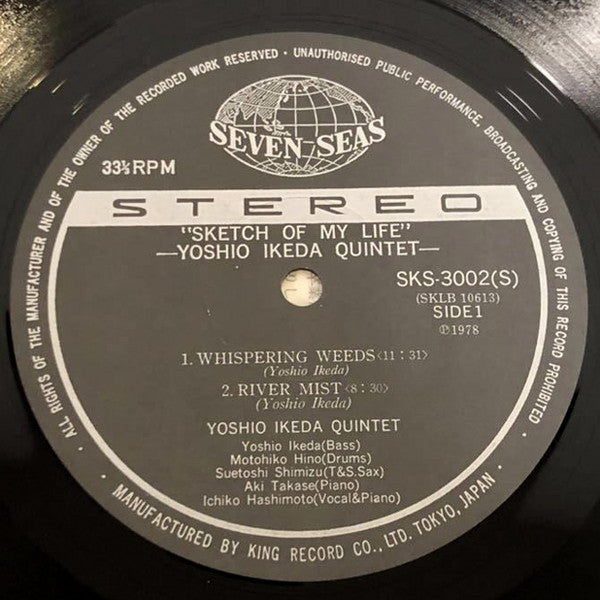 · ALL RIGHTS OF THE MANUFACTURER AND OF THE OWNER OF THE RECORDED WORK RESERVED · UNAUTHORISED PUBLIC PERFORMANCE, BROADCASTING AND COPYING OF THIS RECORD PROHIBITED ·
SEVEN SEAS
33⅓RPM
STEREO
"SKETCH OF MY LIFE"
—YOSHIO IKEDA QUINTET—
SKS-3002(S)
(SKLB 10613)
SIDE1
℗1978
1. WHISPERING WEEDS<11:31>
(Yoshio Ikeda)
2. RIVER MIST<8:30>
(Yoshio Ikeda)
YOSHIO IKEDA QUINTET
Yoshio Ikeda(Bass)
Motohiko Hino(Drums)
Suetoshi Shimizu(T&S.Sax)
Aki Takase(Piano)
Ichiko Hashimoto(Vocal&Piano)
· MANUFACTURED BY KING RECORD CO., LTD. TOKYO, JAPAN ·